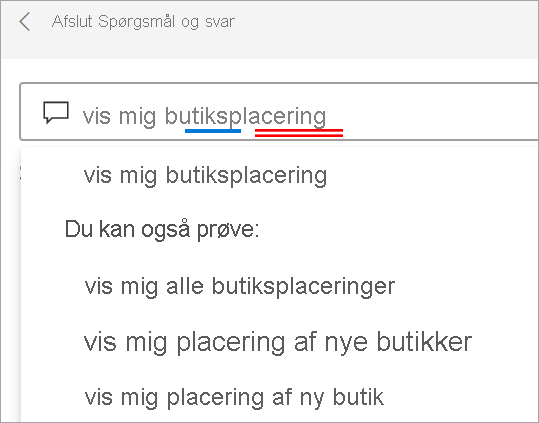 Afslut Spørgsmål og svar
vis mig butiksplacering
vis mig butiksplacering
Du kan også prøve:
vis mig alle butiksplaceringer
vis mig placering af nye butikker
vis mig placering af ny butik